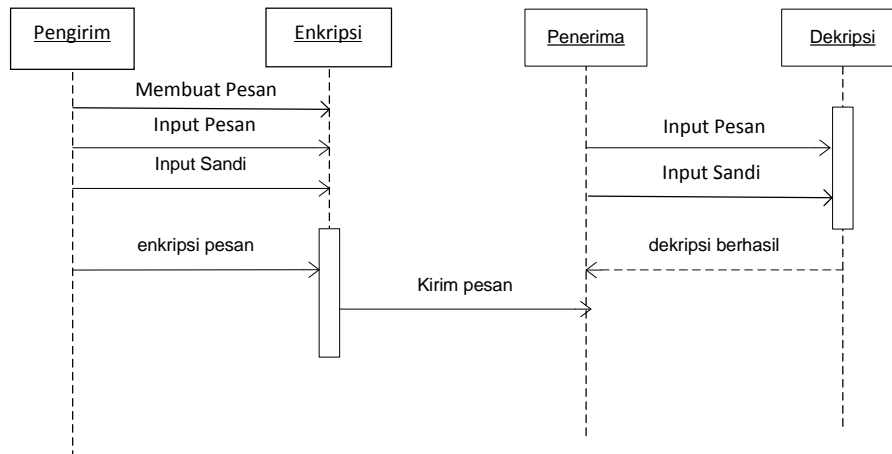 Pengirim
Enkripsi
Penerima
Dekripsi
Membuat Pesan
Input Pesan
Input Sandi
enkripsi pesan
Kirim pesan
Input Pesan
Input Sandi
dekripsi berhasil